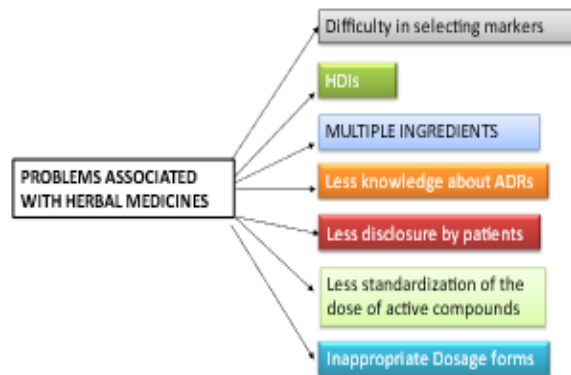 Difficulty in selecting markers
HDIs
MULTIPLE INGREDIENTS
PROBLEMS ASSOCIATED
WITH HERBAL MEDICINES
Less knowledge about ADRs
Less disclosure by patients
Less standardization of the
dose of active compounds
Inappropriate Dosage forms